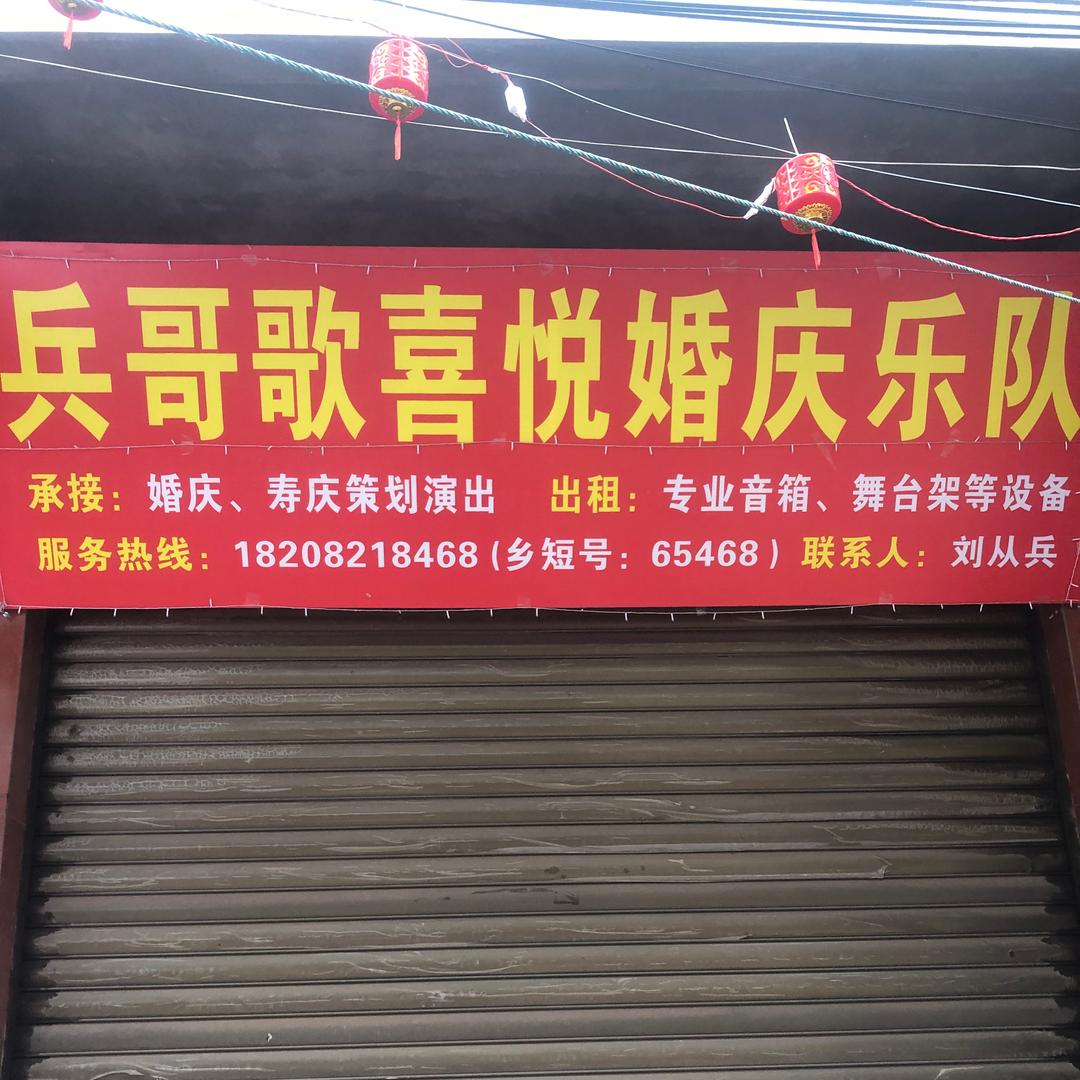 兵哥歌喜悦婚庆乐队
承接：婚庆、寿庆策划演出 出租：专业音箱、舞台架等设备
服务热线：18208218468（乡短号：65468） 联系人：刘从兵